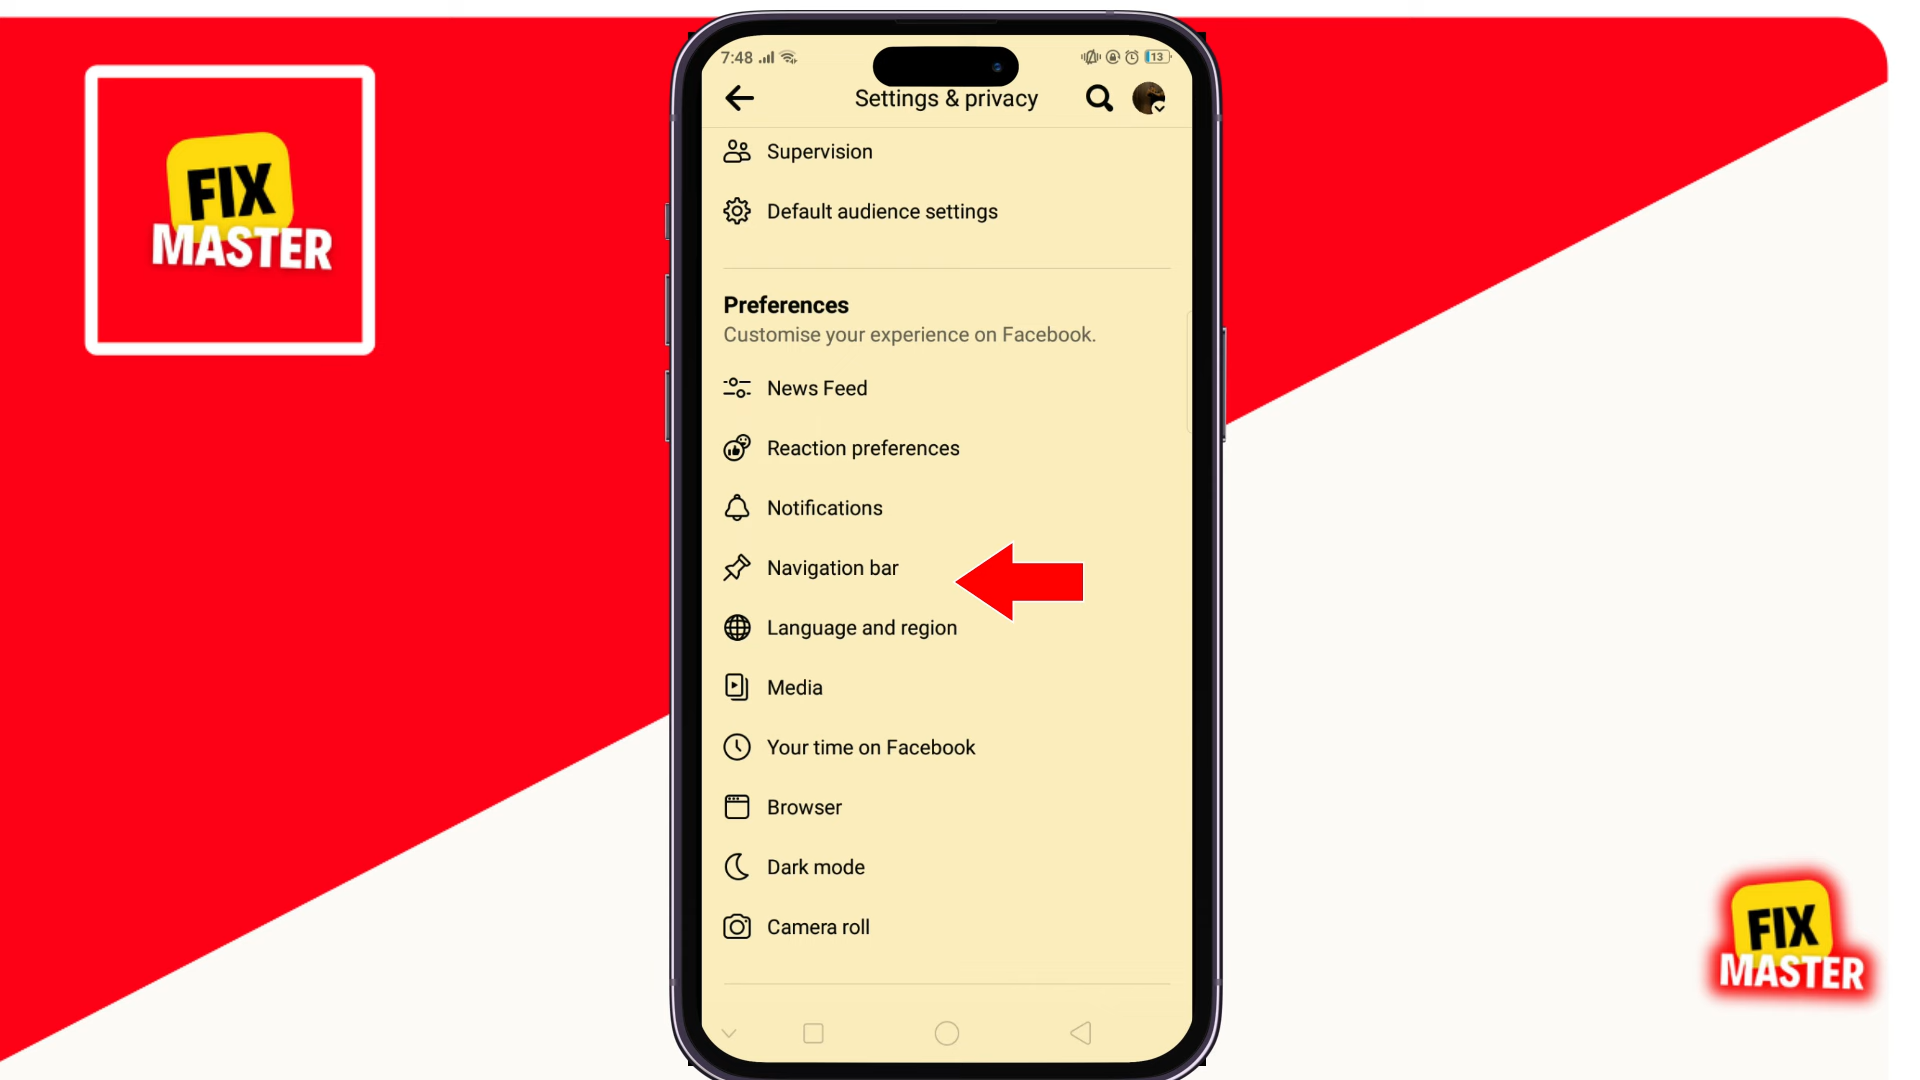 FIX
MASTER
7:48
13
Settings & privacy
Supervision
Default audience settings
Preferences
Customise your experience on Facebook.
News Feed
Reaction preferences
Notifications
Navigation bar
Language and region
Media
Your time on Facebook
Browser
Dark mode
Camera roll
FIX
MASTER